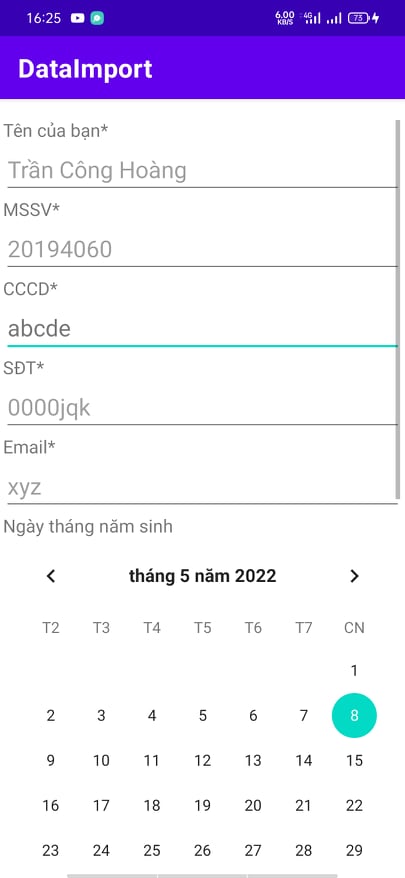 16:25 6.00 KB/S 4G 73
DataImport
Tên của bạn*
Trần Công Hoàng
MSSV*
20194060
CCCD*
abcde
SĐT*
0000jqk
Email*
xyz
Ngày tháng năm sinh
tháng 5 năm 2022
T2 T3 T4 T5 T6 T7 CN
1
2 3 4 5 6 7 8
9 10 11 12 13 14 15
16 17 18 19 20 21 22
23 24 25 26 27 28 29